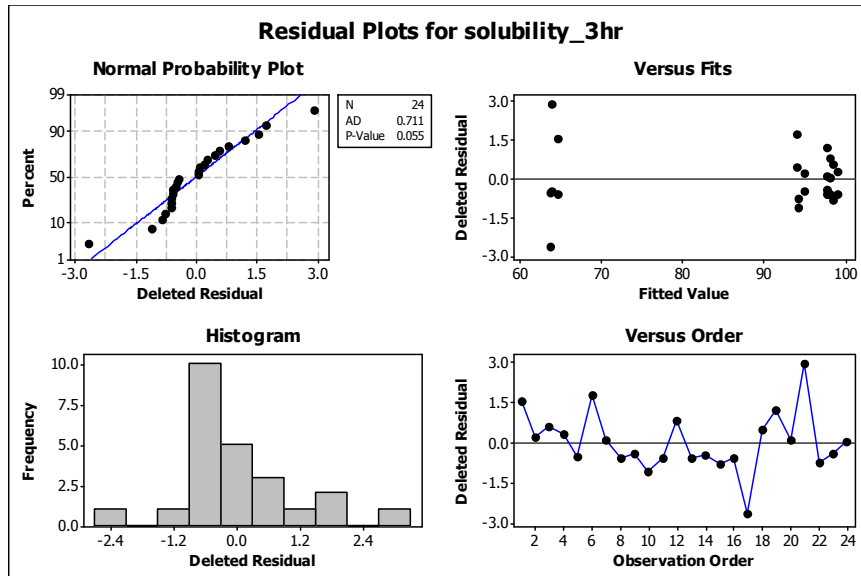 Residual Plots for solubility_3hr
Normal Probability Plot
99
90
50
10
1
Percent
-3.0 -1.5 0.0 1.5 3.0
Deleted Residual
N 24
AD 0.711
P-Value 0.055
Versus Fits
3.0
1.5
0.0
-1.5
-3.0
Deleted Residual
60 70 80 90 100
Fitted Value
Histogram
10.0
7.5
5.0
2.5
0.0
Frequency
-2.4 -1.2 0.0 1.2 2.4
Deleted Residual
Versus Order
3.0
1.5
0.0
-1.5
-3.0
Deleted Residual
2 4 6 8 10 12 14 16 18 20 22 24
Observation Order